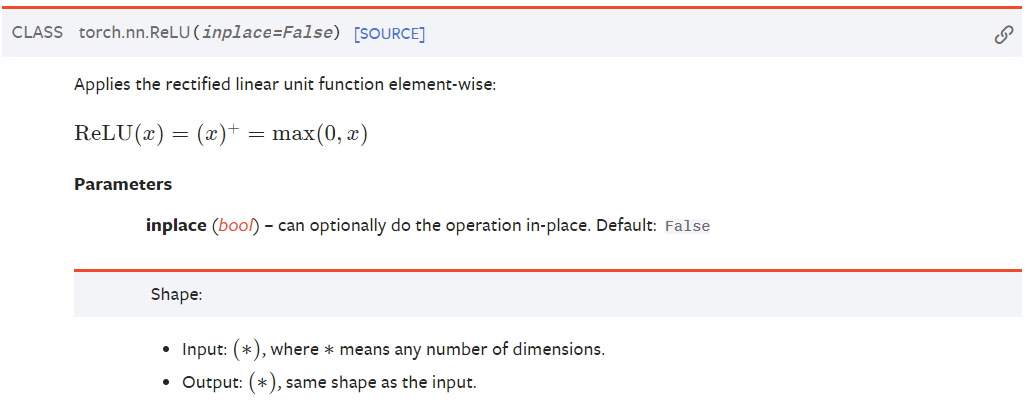 CLASS torch.nn.ReLU(inplace=False) [SOURCE]
Applies the rectified linear unit function element-wise:
ReLU(x) = (x)⁺ = max(0, x)
Parameters
inplace (bool) – can optionally do the operation in-place. Default: False
Shape:
• Input: (∗), where ∗ means any number of dimensions.
• Output: (∗), same shape as the input.